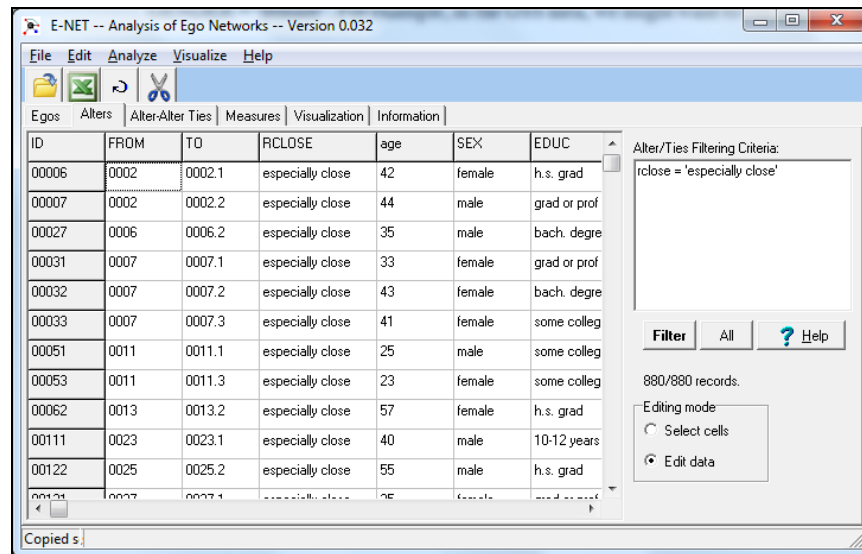 E-NET -- Analysis of Ego Networks -- Version 0.032
File Edit Analyze Visualize Help
Egos Alters Alter-Alter Ties Measures Visualization Information
ID FROM TO RCLOSE age SEX EDUC
00006 0002 0002.1 especially close 42 female h.s. grad
00007 0002 0002.2 especially close 44 male grad or prof
00027 0006 0006.2 especially close 35 male bach. degre
00031 0007 0007.1 especially close 33 female grad or prof
00032 0007 0007.2 especially close 43 female bach. degre
00033 0007 0007.3 especially close 41 female some colleg
00051 0011 0011.1 especially close 25 male some colleg
00053 0011 0011.3 especially close 23 female some colleg
00062 0013 0013.2 especially close 57 female h.s. grad
00111 0023 0023.1 especially close 40 male 10-12 years
00122 0025 0025.2 especially close 55 male h.s. grad
Alter/Ties Filtering Criteria:
rclose = 'especially close'
Filter All ? Help
880/880 records.
Editing mode
Select cells
Edit data
Copied s.